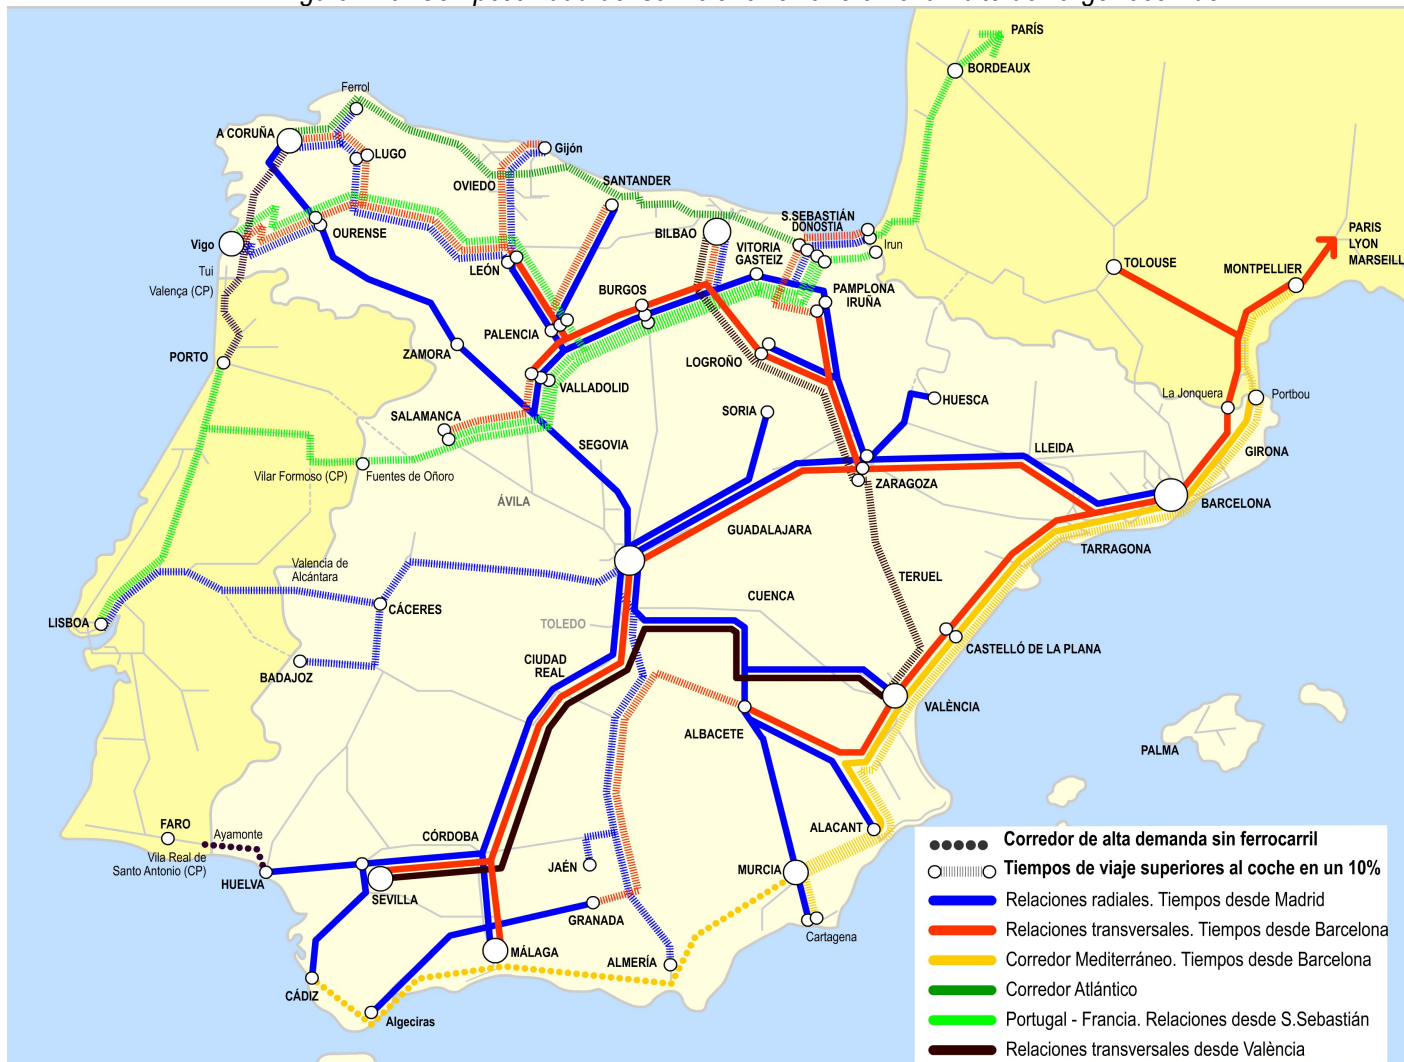 PARÍS
BORDEAUX
Ferrol
A CORUÑA
LUGO
Gijón
OVIEDO
SANTANDER
S.SEBASTIÁN
DONOSTIA
BILBAO
VITORIA
GASTEIZ
Irun
PARIS
LYON
MARSEILL
TOLOUSE
MONTPELLIER
Vigo
OURENSE
LEÓN
Tui
Valença (CP)
BURGOS
PAMPLONA
IRUÑA
PALENCIA
PORTO
ZAMORA
LOGROÑO
VALLADOLID
La Jonquera
Portbou
SALAMANCA
SORIA
HUESCA
SEGOVIA
LLEIDA
GIRONA
Vilar Formoso (CP)
Fuentes de Oñoro
ZARAGOZA
ÁVILA
BARCELONA
GUADALAJARA
TARRAGONA
Valencia de
Alcántara
TERUEL
CUENCA
CÁCERES
LISBOA
TOLEDO
CASTELLÓ DE LA PLANA
CIUDAD
REAL
BADAJOZ
VALÈNCIA
ALBACETE
PALMA
FARO
Ayamonte
CÓRDOBA
ALACANT
Vila Real de
Santo Antonio (CP)
HUELVA
JAÉN
MURCIA
SEVILLA
GRANADA
Cartagena
MÁLAGA
ALMERÍA
CÁDIZ
Algeciras
Corredor de alta demanda sin ferrocarril
Tiempos de viaje superiores al coche en un 10%
Relaciones radiales. Tiempos desde Madrid
Relaciones transversales. Tiempos desde Barcelona
Corredor Mediterráneo. Tiempos desde Barcelona
Corredor Atlántico
Portugal - Francia. Relaciones desde S.Sebastián
Relaciones transversales desde València